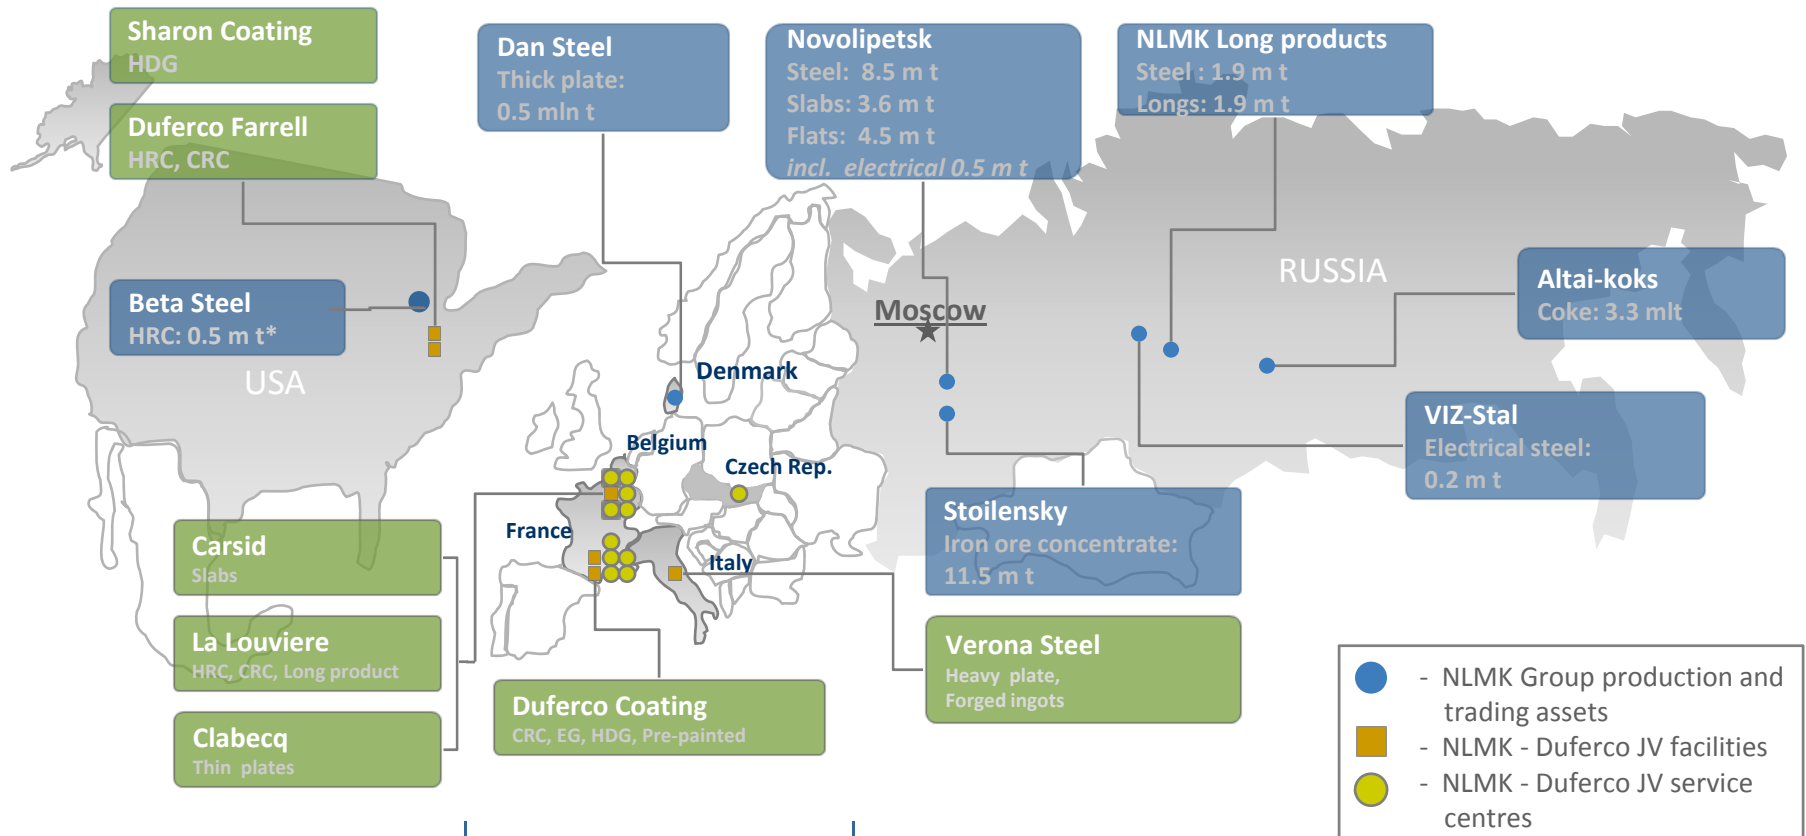 Sharon Coating
HDG
Duferco Farrell
HRC, CRC
Dan Steel
Thick plate:
0.5 mln t
Novolipetsk
Steel: 8.5 m t
Slabs: 3.6 m t
Flats: 4.5 m t
incl. electrical 0.5 m t
NLMK Long products
Steel : 1.9 m t
Longs: 1.9 m t
Beta Steel
HRC: 0.5 m t*
USA
RUSSIA
Moscow
Altai-koks
Coke: 3.3 mlt
Denmark
Belgium
Czech Rep.
France
Italy
VIZ-Stal
Electrical steel:
0.2 m t
Stoilensky
Iron ore concentrate:
11.5 m t
Carsid
Slabs
La Louviere
HRC, CRC, Long product
Clabecq
Thin plates
Duferco Coating
CRC, EG, HDG, Pre-painted
Verona Steel
Heavy plate,
Forged ingots
- NLMK Group production and
trading assets
- NLMK - Duferco JV facilities
- NLMK - Duferco JV service
centres